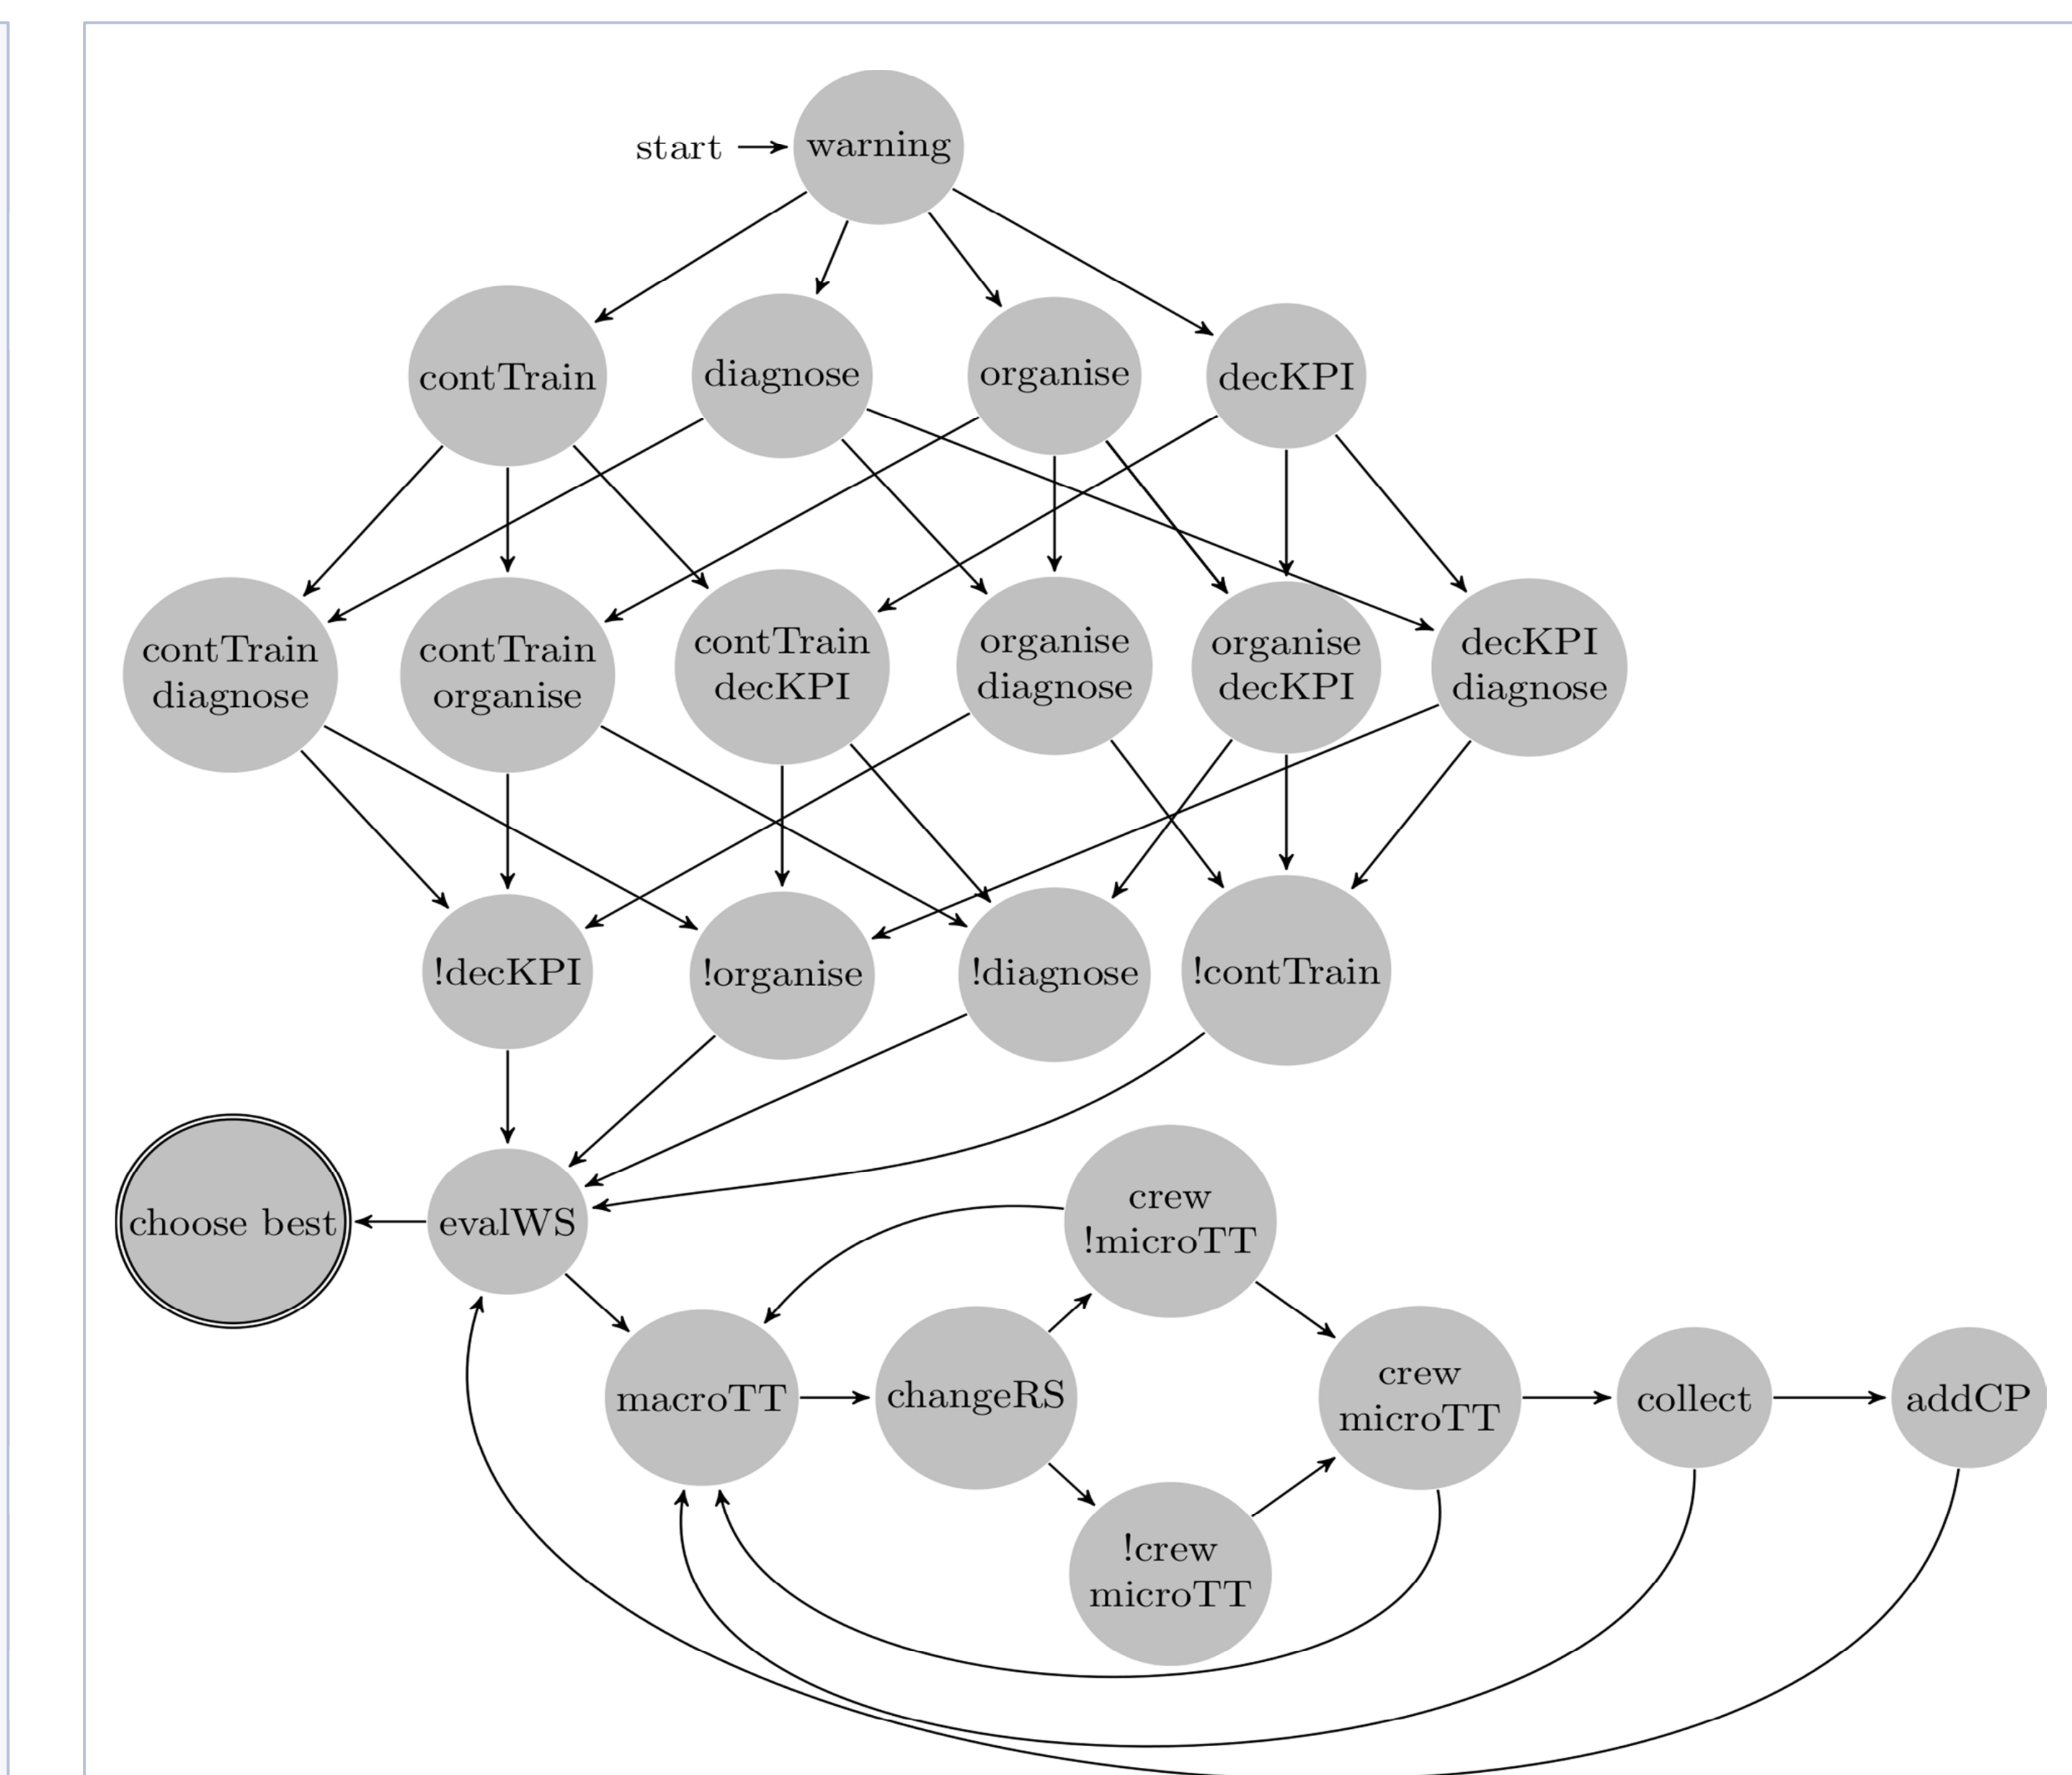 start
warning
contTrain
diagnose
organise
decKPI
contTrain
diagnose
contTrain
organise
contTrain
decKPI
organise
diagnose
organise
decKPI
decKPI
diagnose
!decKPI
!organise
!diagnose
!contTrain
choose best
evalWS
crew
!microTT
macroTT
changeRS
crew
microTT
collect
addCP
!crew
microTT